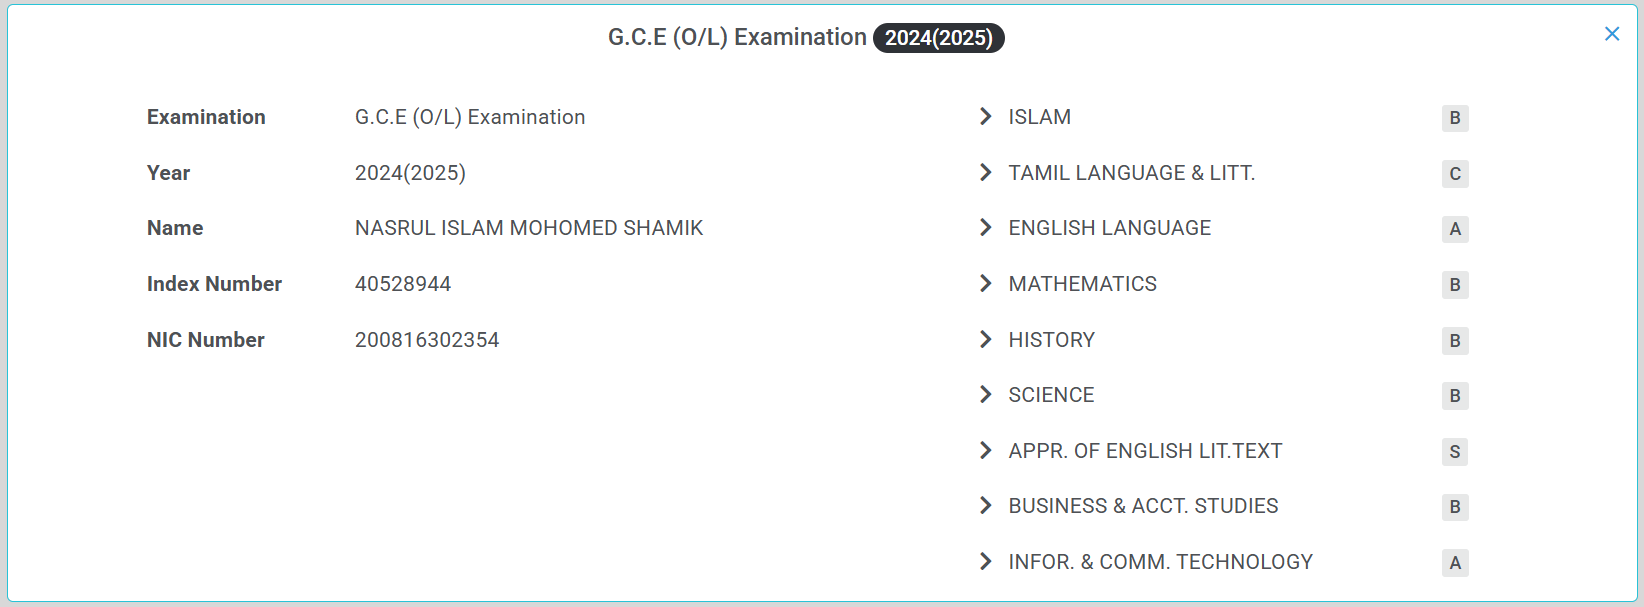 G.C.E (O/L) Examination 2024(2025)
Examination G.C.E (O/L) Examination
Year 2024(2025)
Name NASRUL ISLAM MOHOMED SHAMIK
Index Number 40528944
NIC Number 200816302354
ISLAM B
TAMIL LANGUAGE & LITT. C
ENGLISH LANGUAGE A
MATHEMATICS B
HISTORY B
SCIENCE B
APPR. OF ENGLISH LIT.TEXT S
BUSINESS & ACCT. STUDIES B
INFOR. & COMM. TECHNOLOGY A